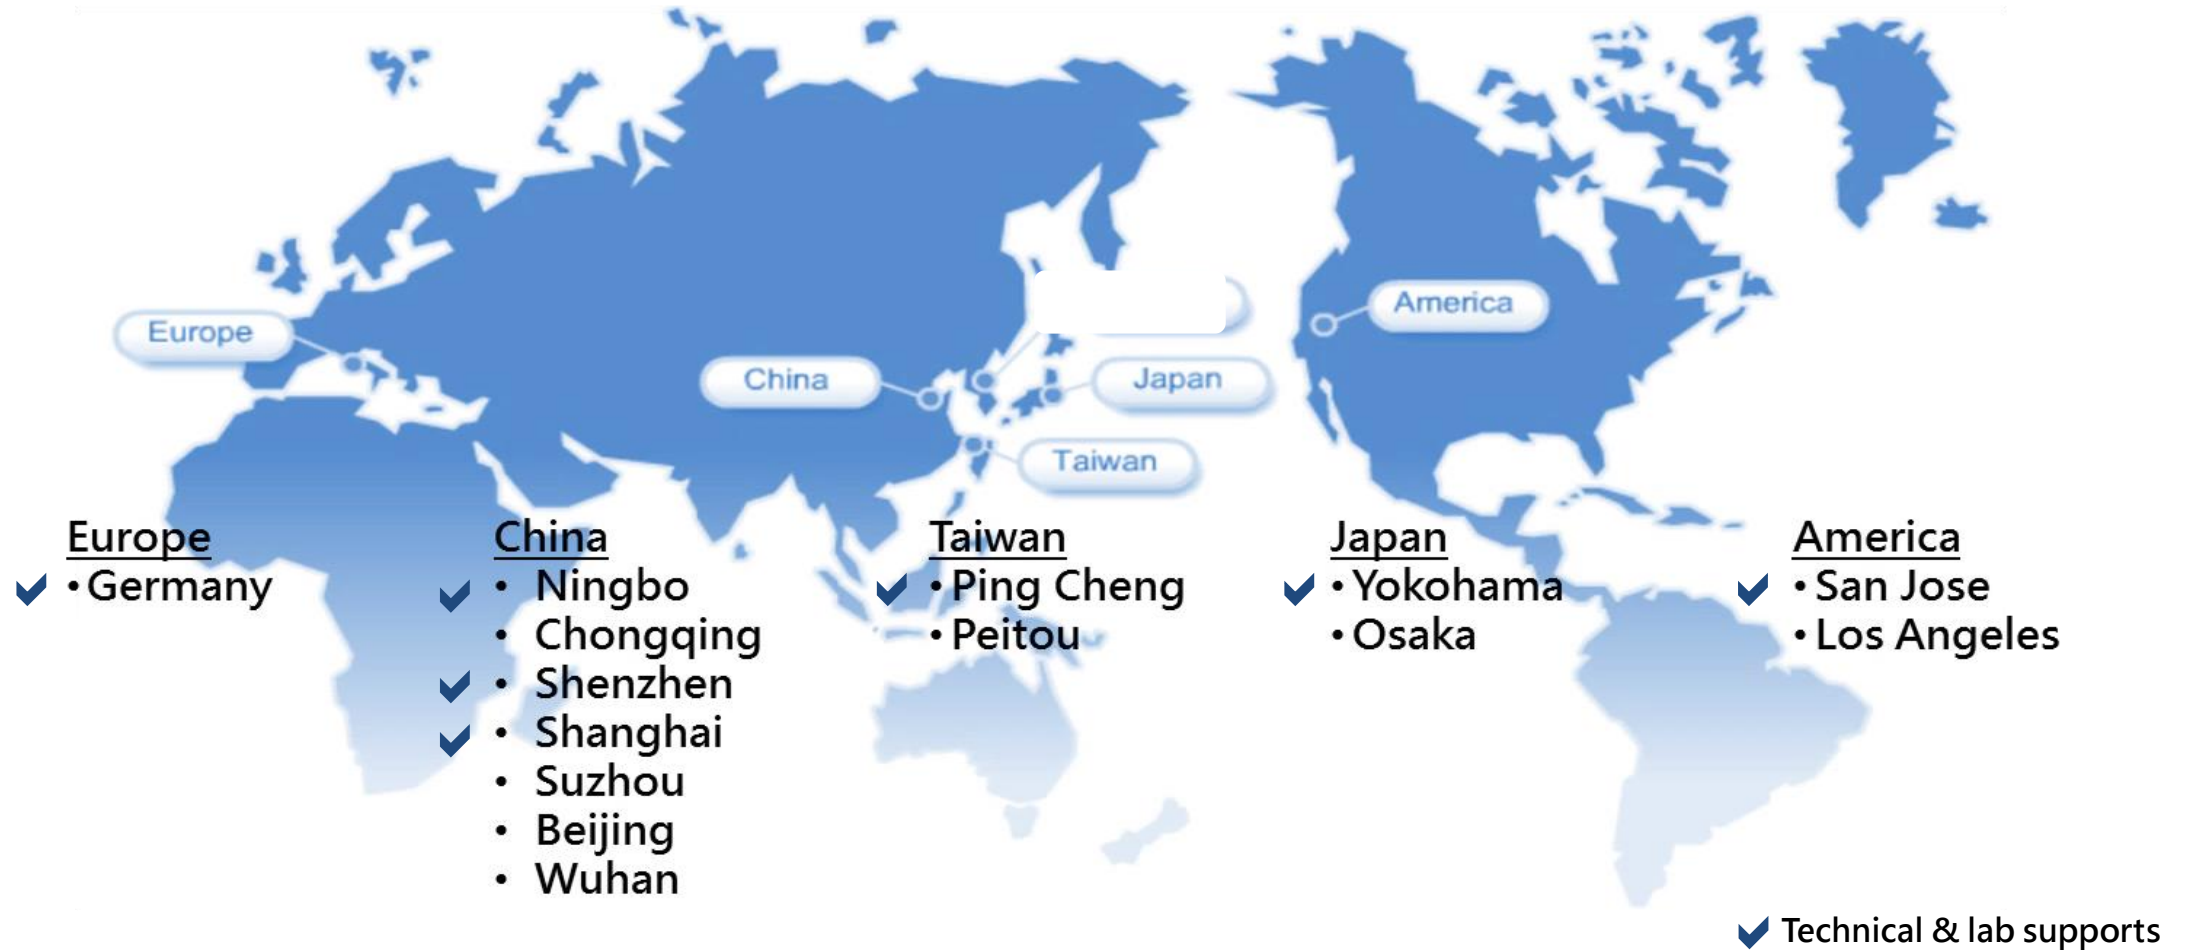 America
Europe
China
Japan
Taiwan
Europe
✓ • Germany
China
✓ • Ningbo
• Chongqing
✓ • Shenzhen
✓ • Shanghai
• Suzhou
• Beijing
• Wuhan
Taiwan
✓ • Ping Cheng
• Peitou
Japan
✓ • Yokohama
• Osaka
America
✓ • San Jose
• Los Angeles
✓ Technical & lab supports